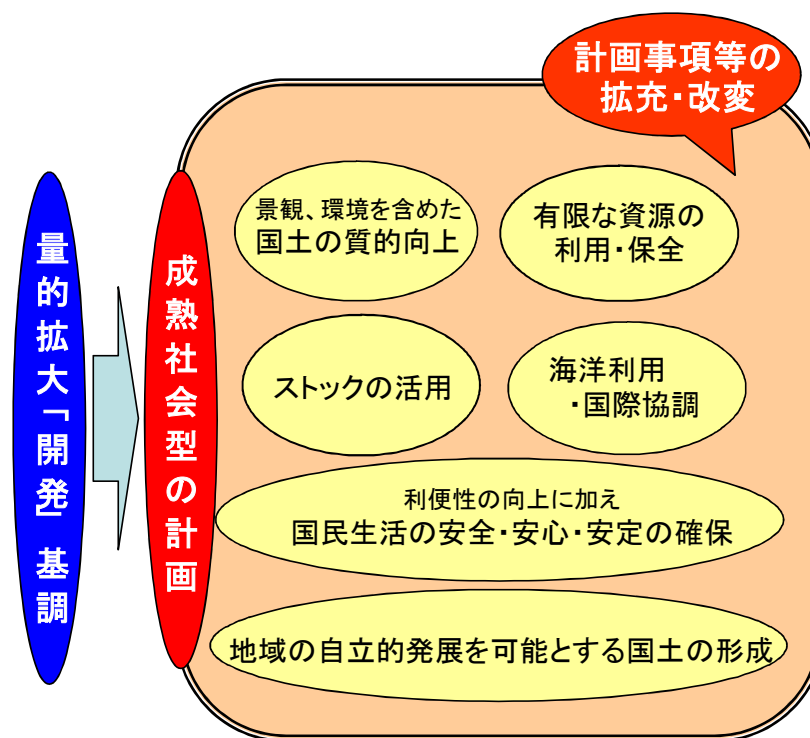 計画事項等の
拡充・改変
量的拡大「開発」基調
成熟社会型の計画
景観、環境を含めた
国土の質的向上
有限な資源の
利用・保全
ストックの活用
海洋利用
・国際協調
利便性の向上に加え
国民生活の安全・安心・安定の確保
地域の自立的発展を可能とする国土の形成